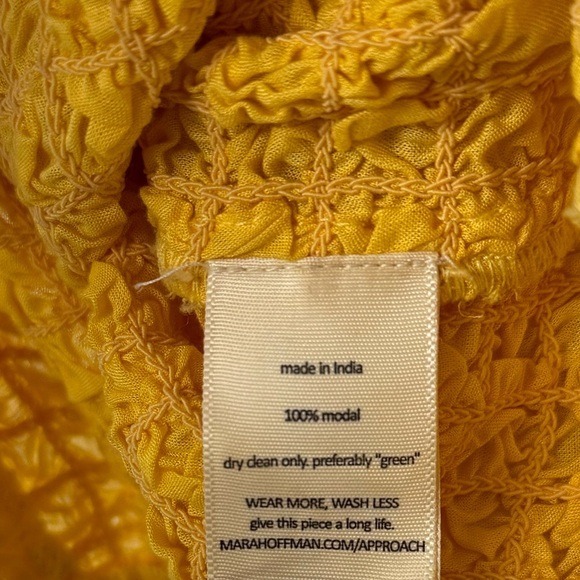 made in India
100% modal
dry clean only. preferably "green"
WEAR MORE, WASH LESS
give this piece a long life.
MARAHOFFMAN.COM/APPROACH